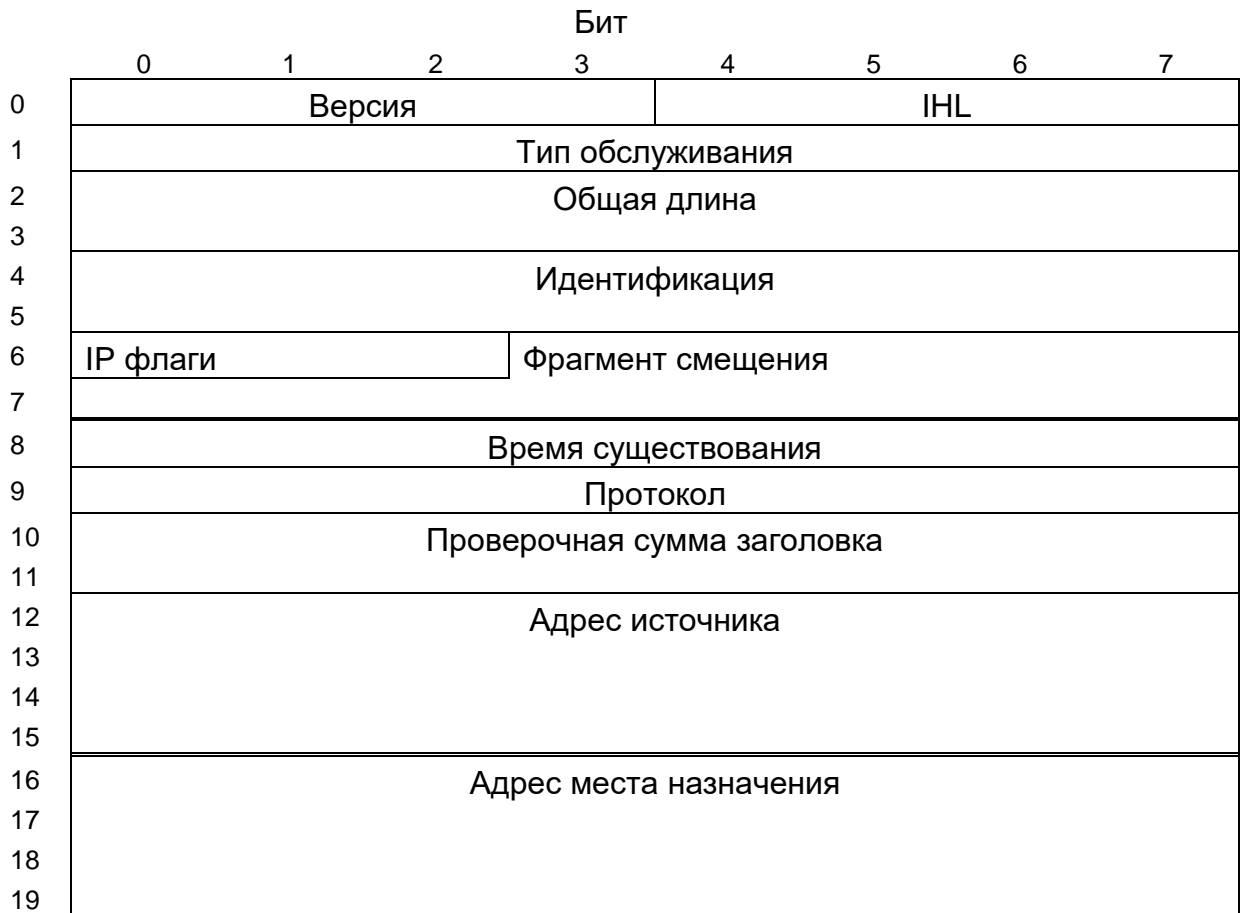 Бит
0 1 2 3 4 5 6 7
0 Версия IHL
1 Тип обслуживания
2 Общая длина
3
4 Идентификация
5
6 IP флаги Фрагмент смещения
7
8 Время существования
9 Протокол
10 Проверочная сумма заголовка
11
12 Адрес источника
13
14
15
16 Адрес места назначения
17
18
19